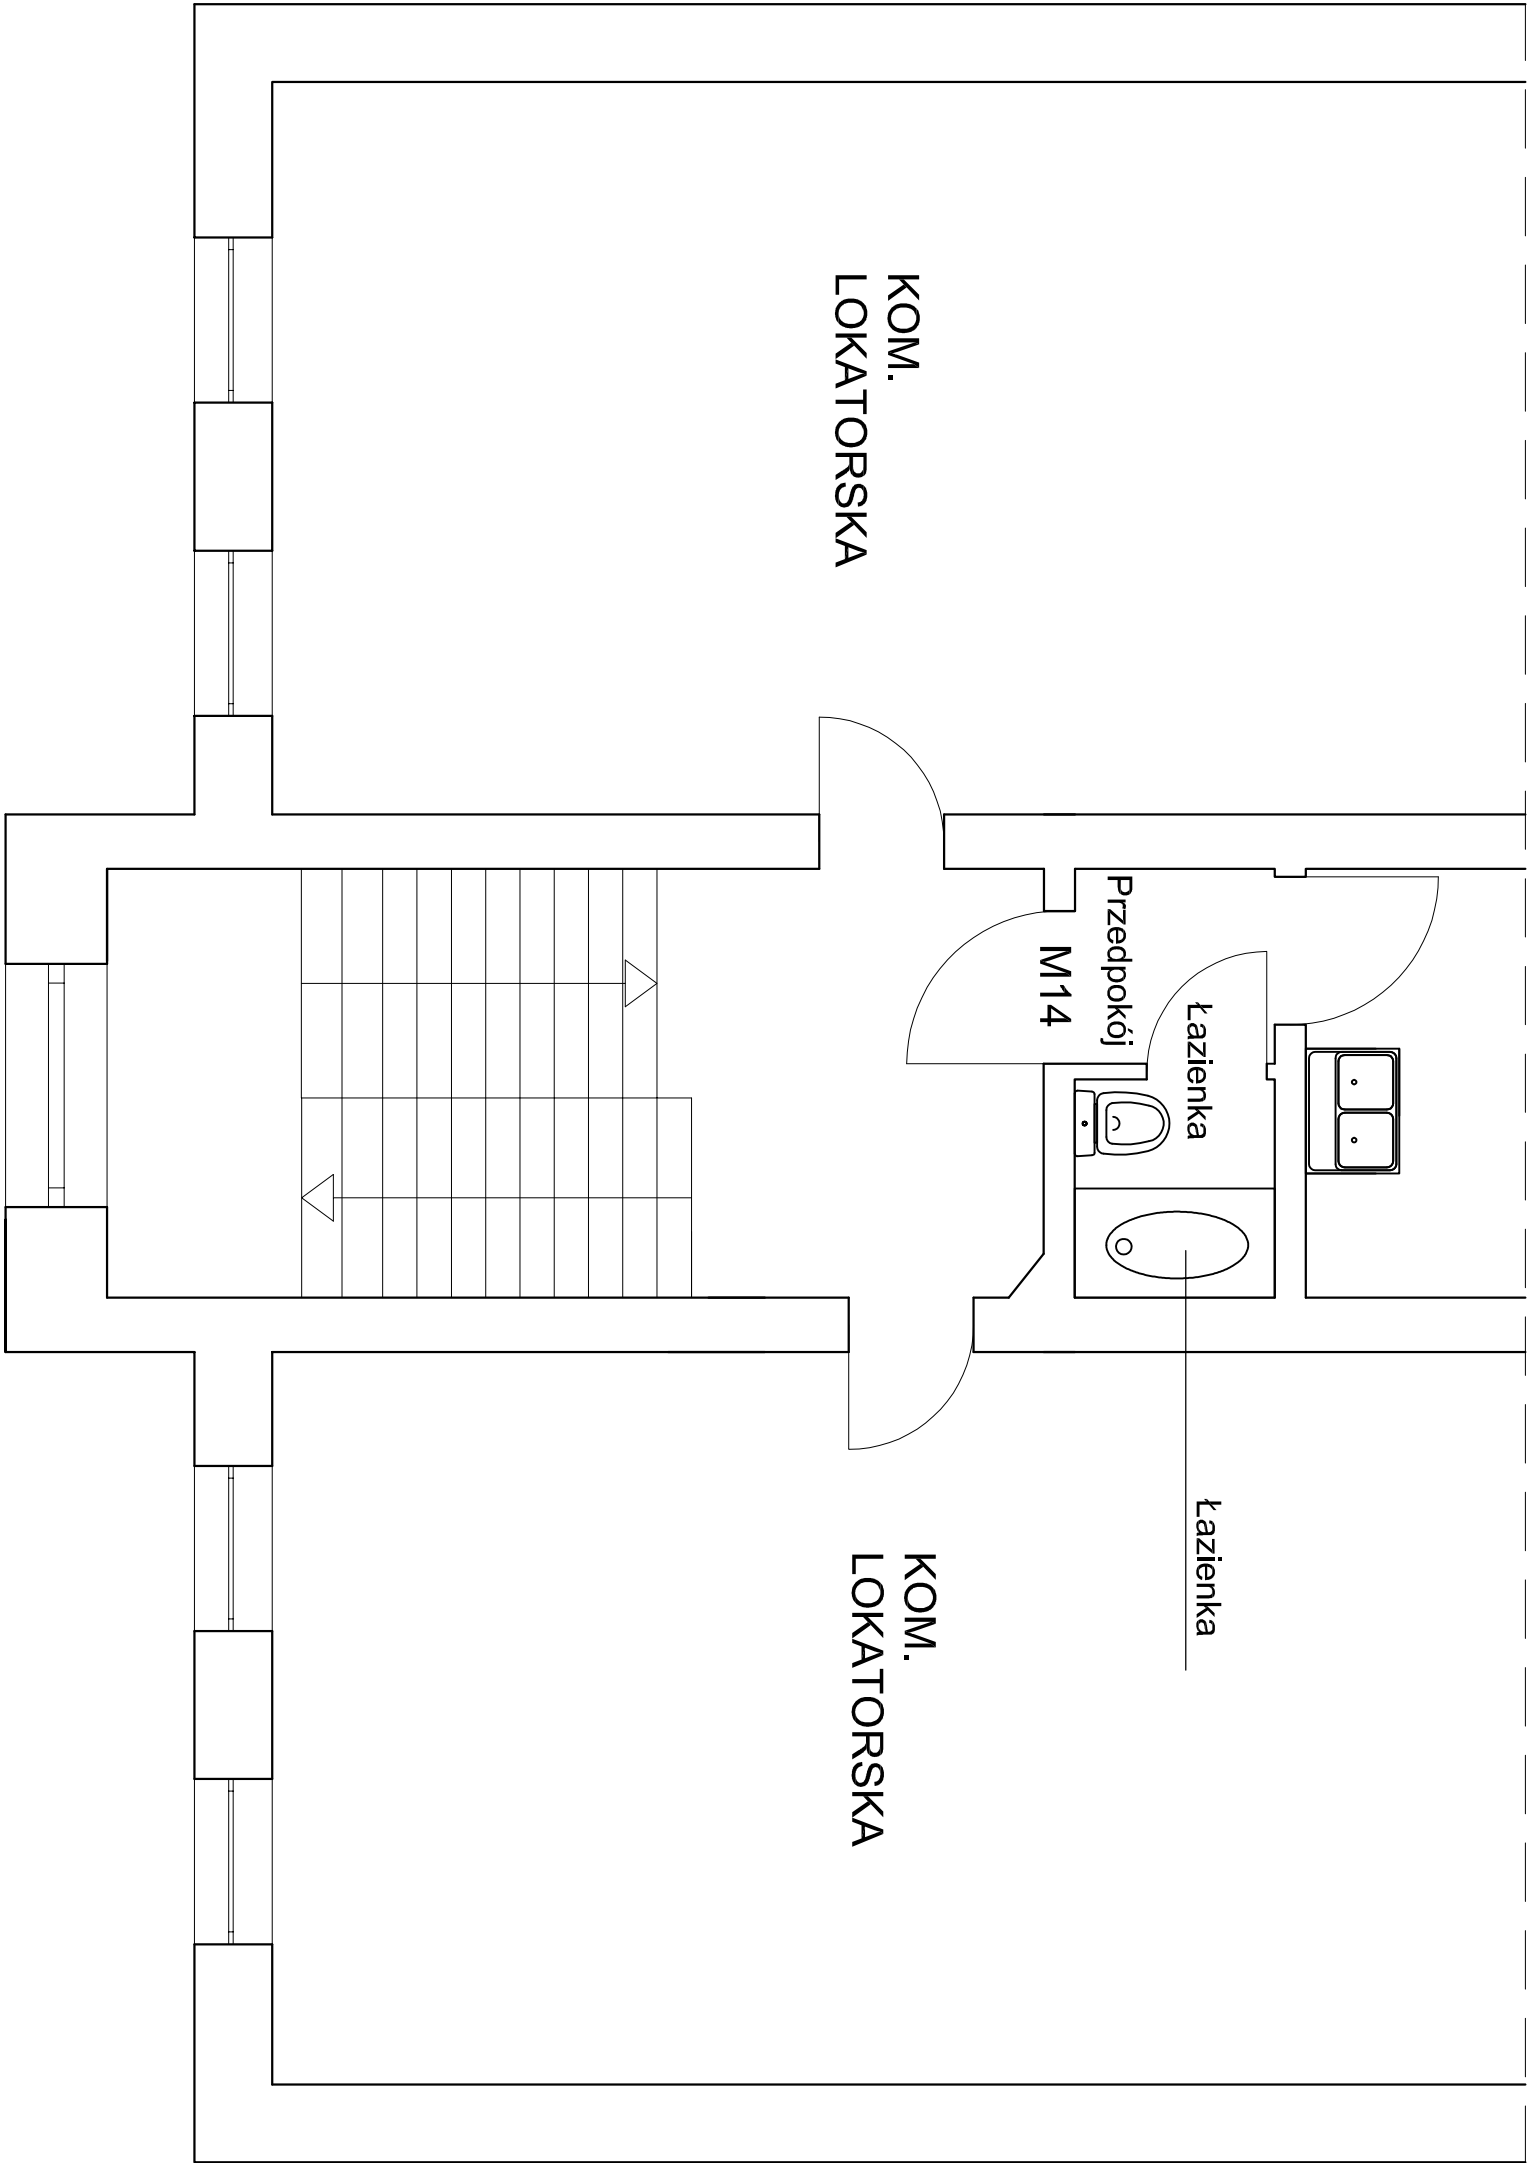 KOM.
LOKATORSKA
Przedpokój
M14
Łazienka
Łazienka
KOM.
LOKATORSKA